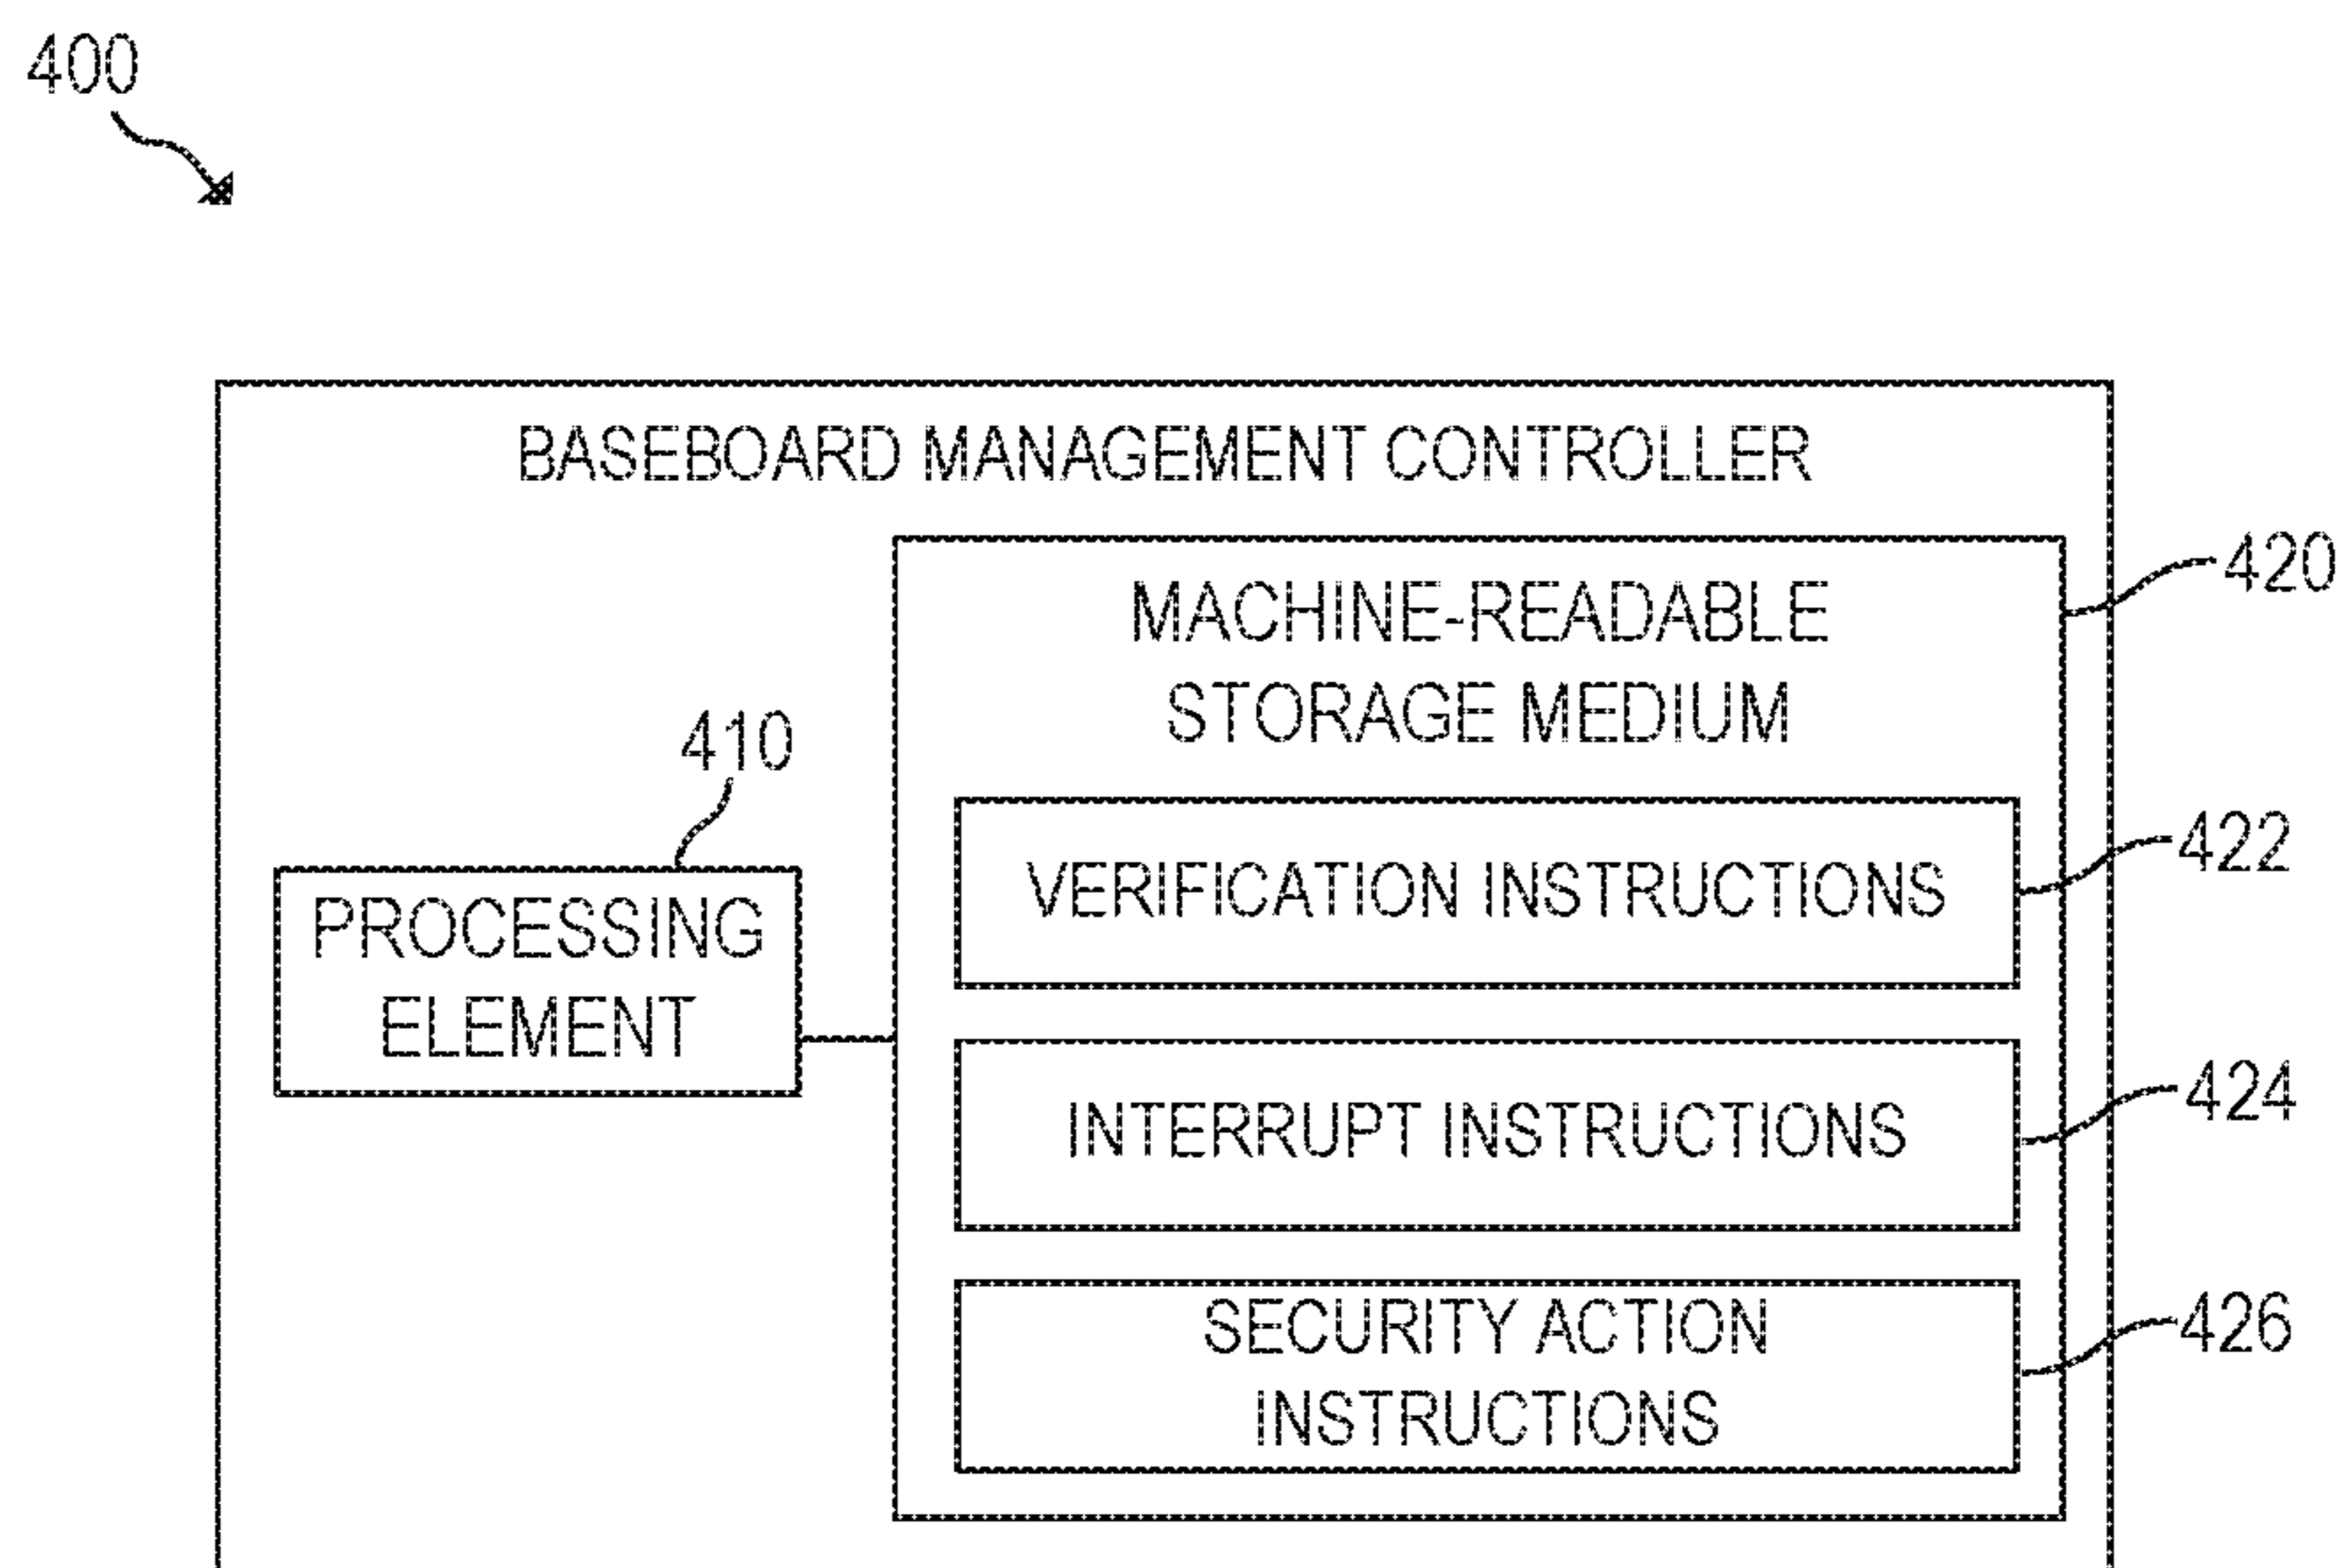 400
BASEBOARD MANAGEMENT CONTROLLER
420
MACHINE-READABLE
STORAGE MEDIUM
410
PROCESSING
ELEMENT
VERIFICATION INSTRUCTIONS
422
INTERRUPT INSTRUCTIONS
424
SECURITY ACTION
INSTRUCTIONS
426